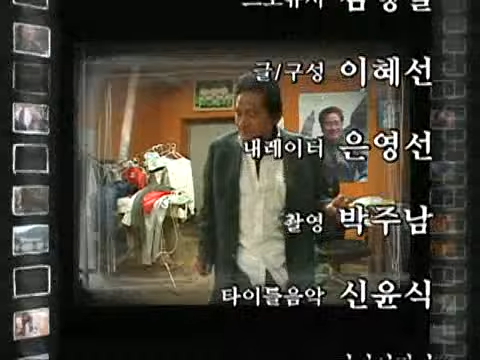 글/구성 이혜선
내레이터 은영선
촬영 박주남
타이틀음악 신윤식